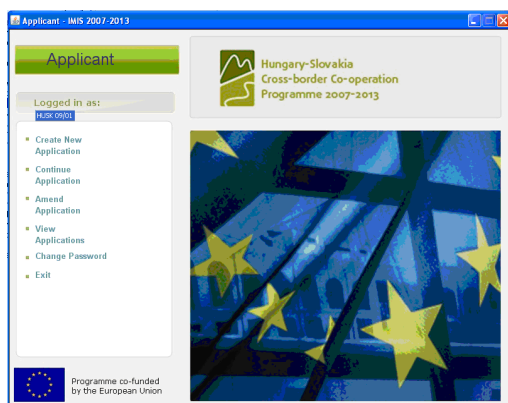 Applicant - IMIS 2007-2013
Applicant
Hungary-Slovakia
Cross-border Co-operation
Programme 2007-2013
Logged in as:
HUSK 09/01
Create New
Application
Continue
Application
Amend
Application
View
Applications
Change Password
Exit
Programme co-funded
by the European Union